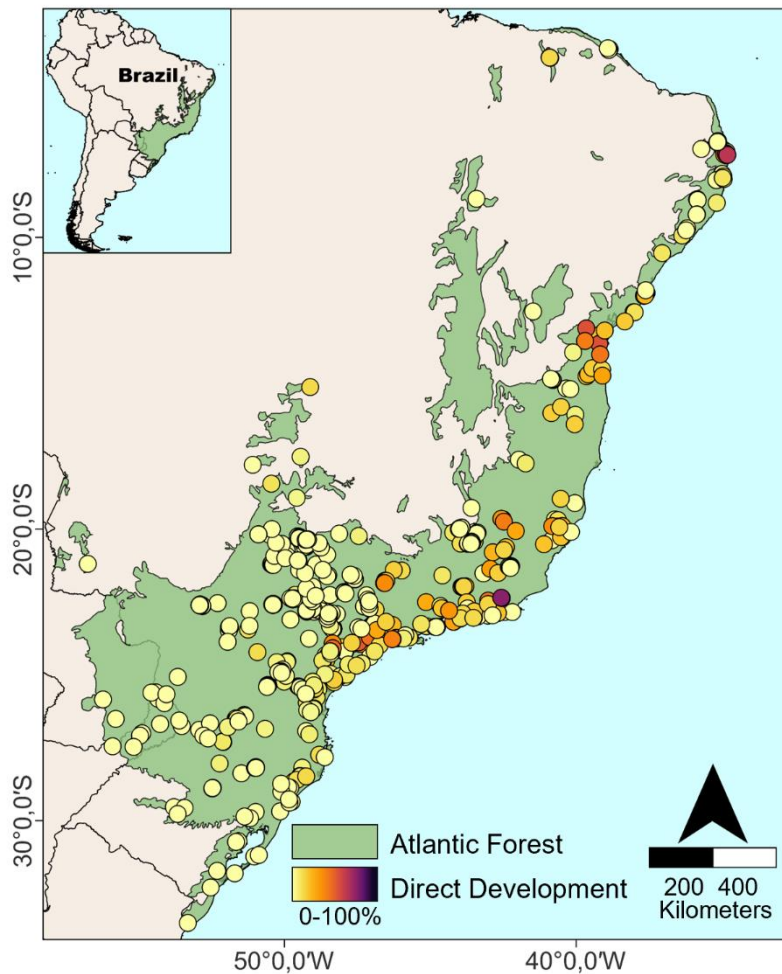 Brazil
10°0,0'S
20°0,0'S
30°0,0'S
Atlantic Forest
Direct Development
0-100%
200 400
Kilometers
50°0,0'W
40°0,0'W